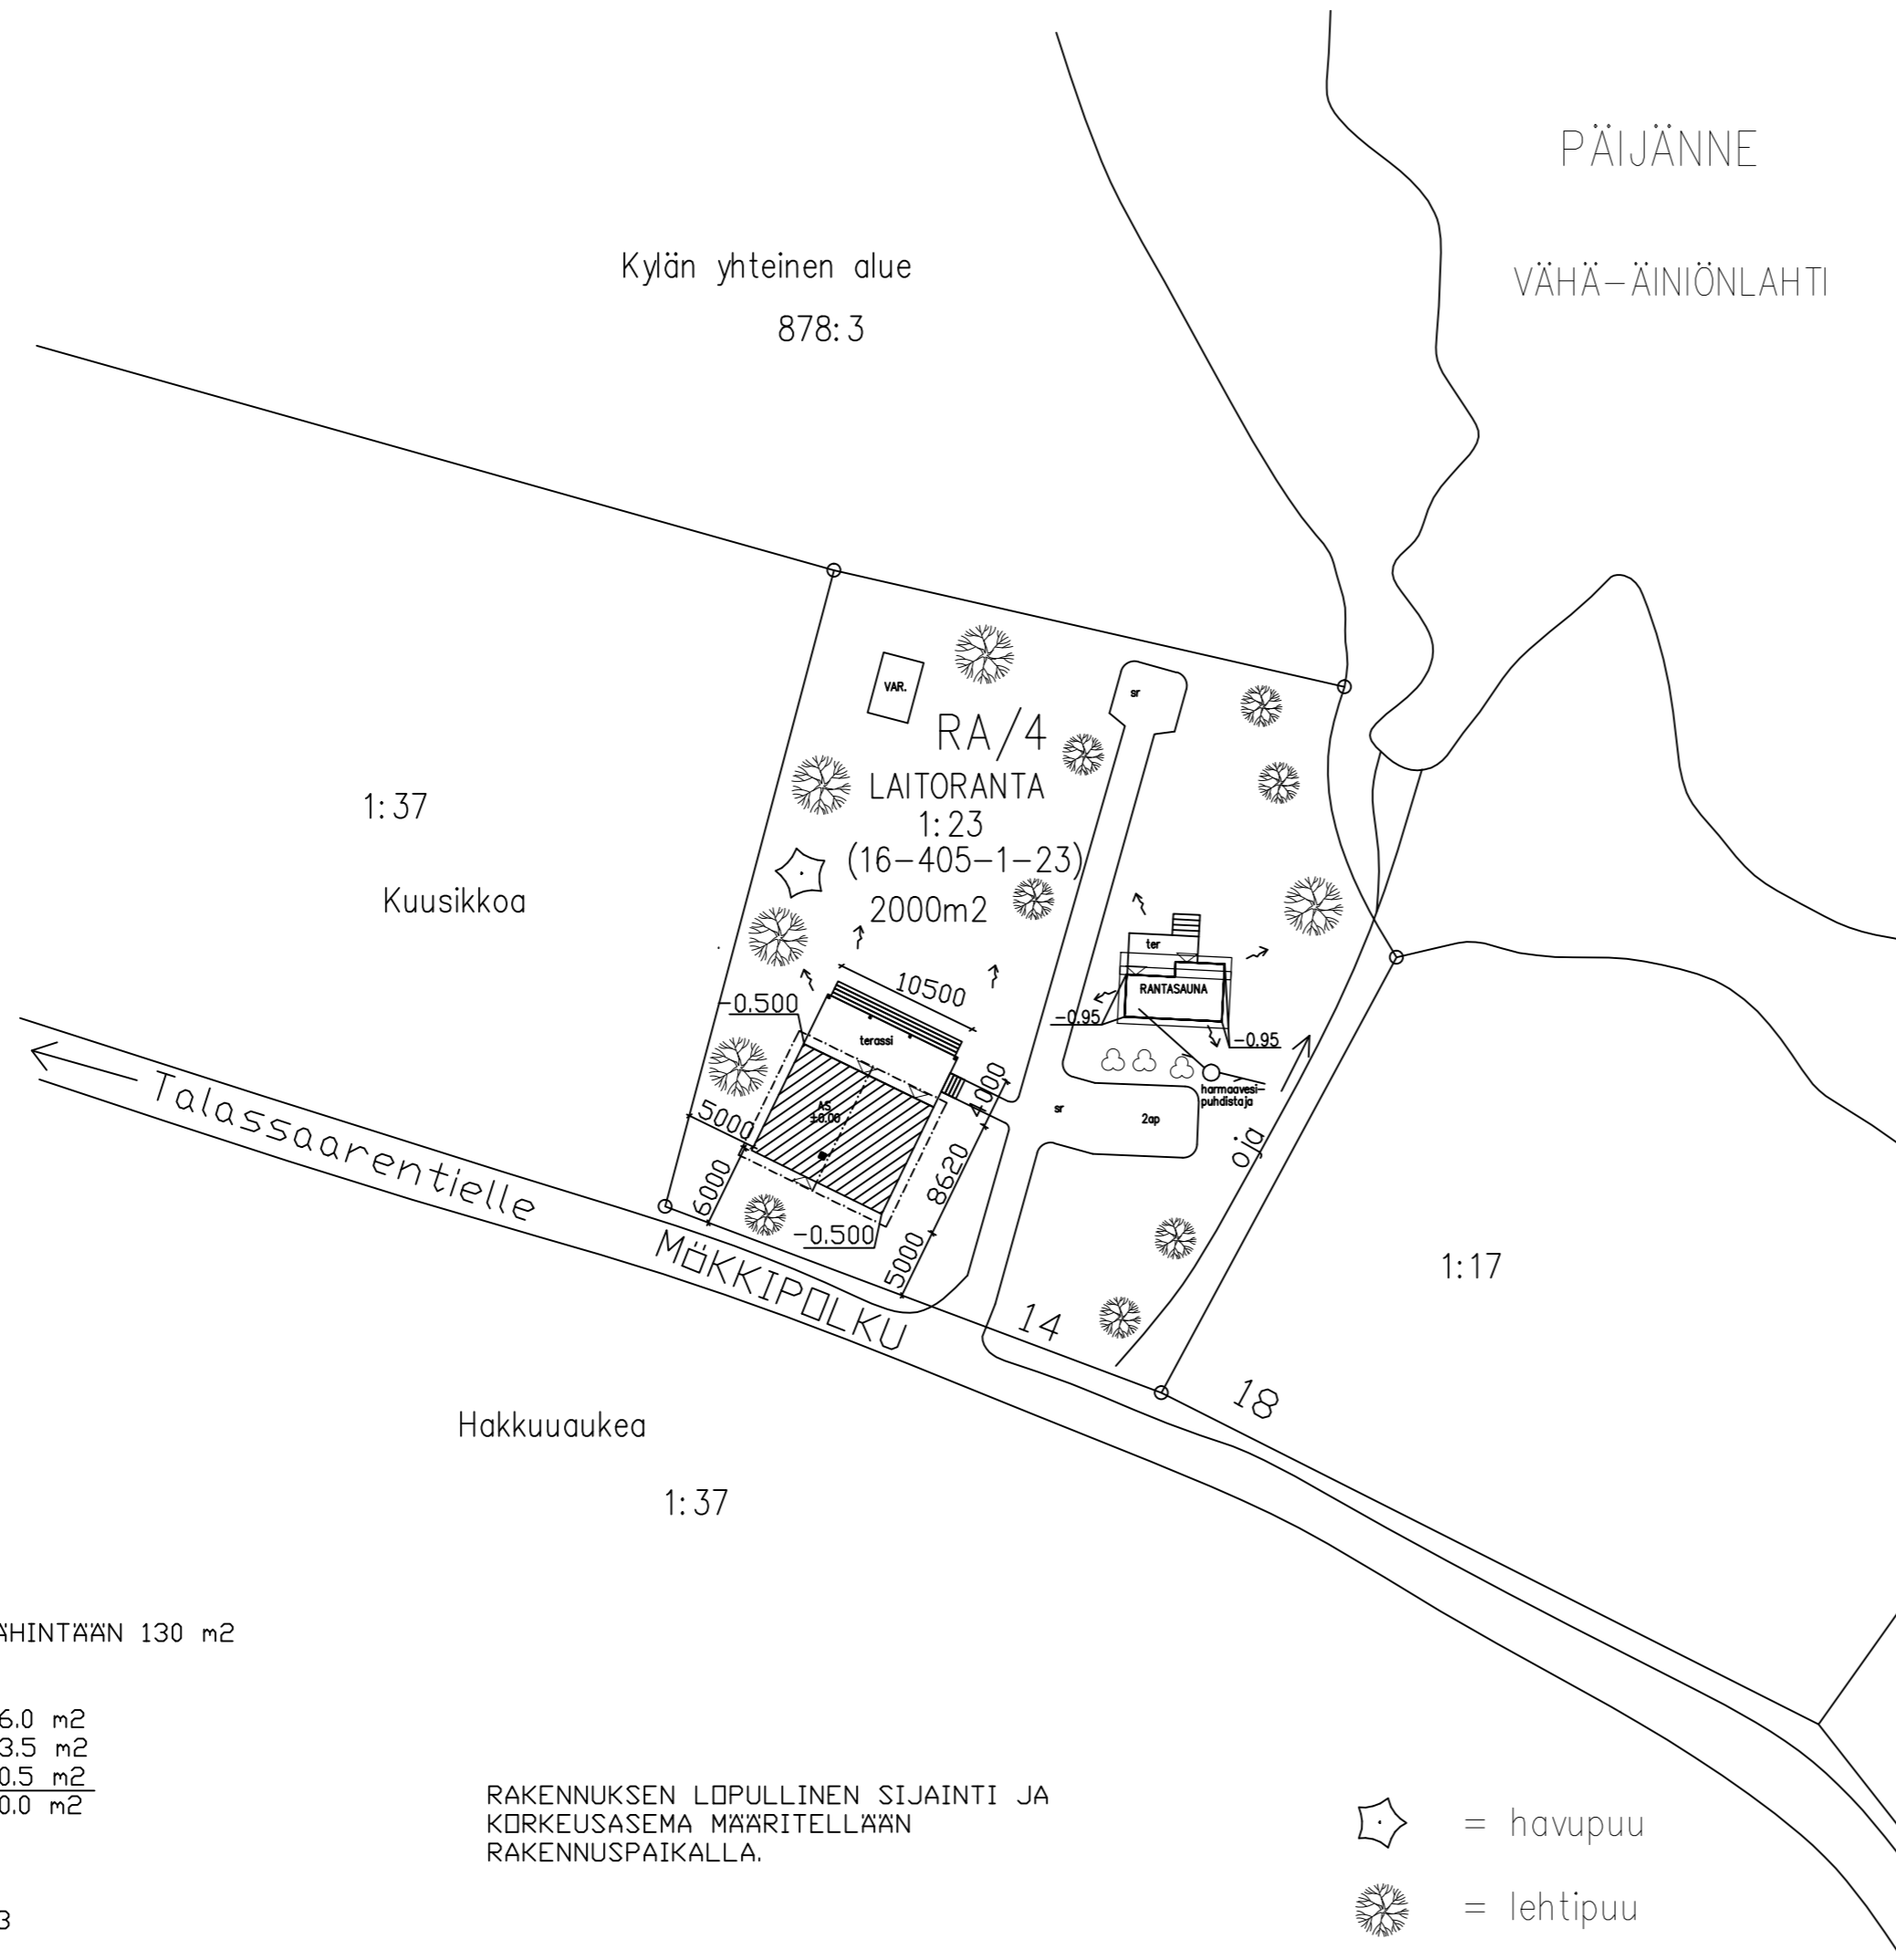 PÄIJÄNNE
VÄHÄ-ÄINIÖNLAHTI
Kylän yhteinen alue
878:3
VAR.
sr
RA/4
LAITORANTA
1:23
(16-405-1-23)
2000m2
1:37
Kuusikkoa
ter
RANTASAUNA
-0.95
-0.95
10500
-0.500
terassi
AS
±0.00
5000
6000
-0.500
4000
8620
5000
sr
2ap
harmaavesi-
puhdistaja
oja
Talassaarentielle
MÖKKIPOLKU
14
18
1:17
Hakkuuaukea
1:37
ÄHINTÄÄN 130 m2
6.0 m2
3.5 m2
0.5 m2
0.0 m2
3
RAKENNUKSEN LOPULLINEN SIJAINTI JA
KORKEUSASEMA MÄÄRITELLÄÄN
RAKENNUSPAIKALLA.
= havupuu
= lehtipuu